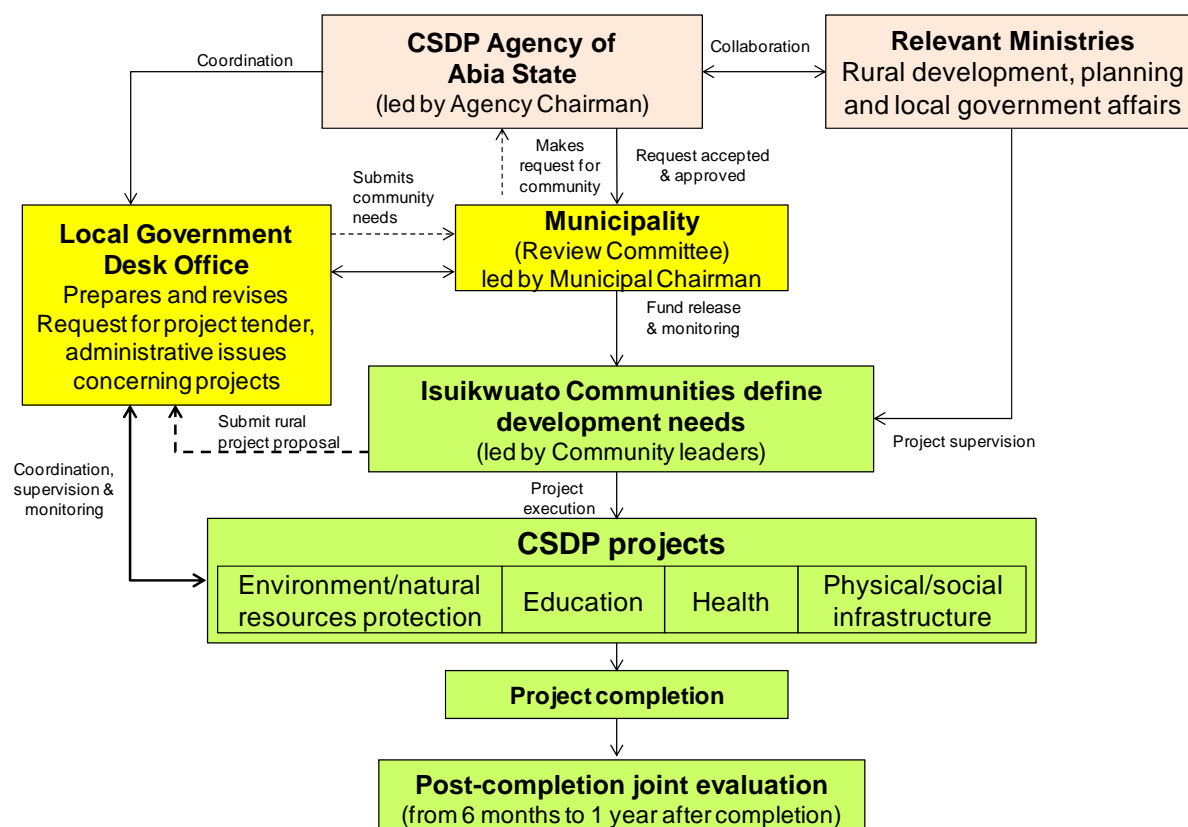 CSDP Agency of
Abia State
(led by Agency Chairman)
Collaboration
Relevant Ministries
Rural development, planning
and local government affairs
Coordination
Makes
request for
community
Request accepted
& approved
Submits
community
needs
Local Government
Desk Office
Prepares and revises
Request for project tender,
administrative issues
concerning projects
Municipality
(Review Committee)
led by Municipal Chairman
Fund release
& monitoring
Isuikwuato Communities define
development needs
(led by Community leaders)
Submit rural
project proposal
Project supervision
Coordination,
supervision &
monitoring
Project
execution
CSDP projects
Environment/natural
resources protection
Education
Health
Physical/social
infrastructure
Project completion
Post-completion joint evaluation
(from 6 months to 1 year after completion)